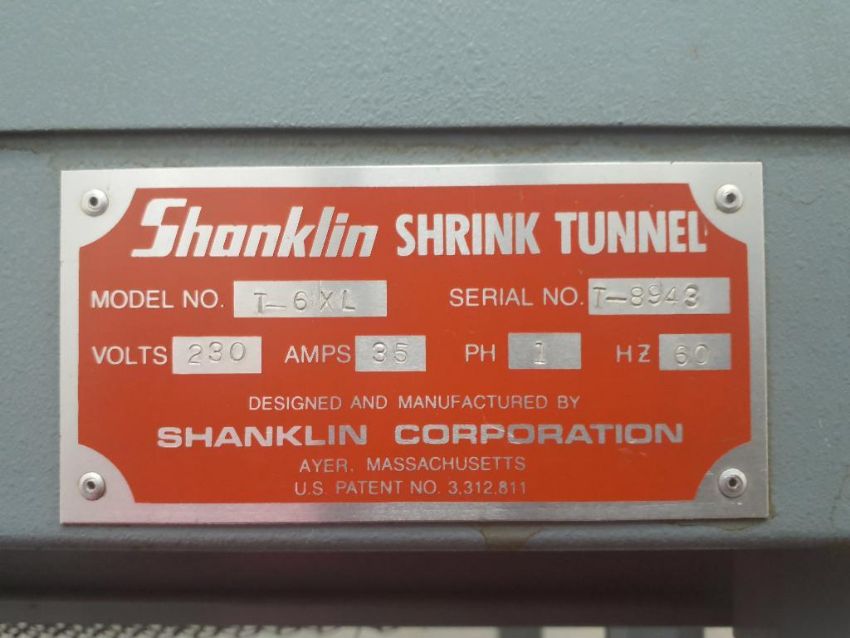 Shanklin SHRINK TUNNEL
MODEL NO. T-6XL SERIAL NO. T-8943
VOLTS 230 AMPS 35 PH 1 HZ 60
DESIGNED AND MANUFACTURED BY
SHANKLIN CORPORATION
AYER, MASSACHUSETTS
U.S. PATENT NO. 3,312,811